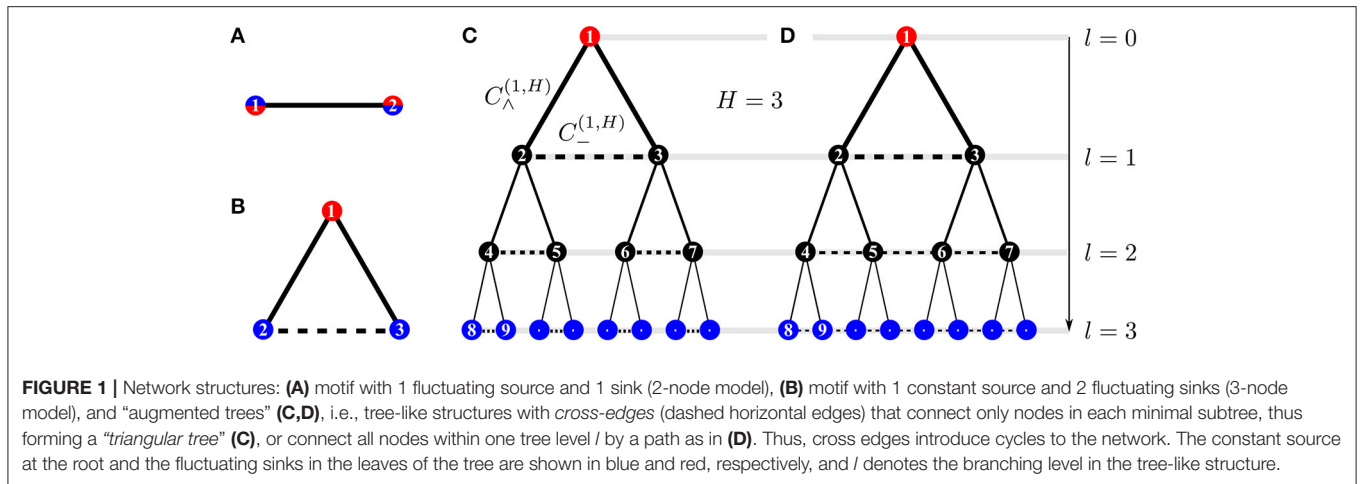 A
C
D
1
1
l = 0
1
2
C_∧^(1,H)
H = 3
C_−^(1,H)
2
3
2
3
l = 1
B
1
4
5
6
7
4
5
6
7
l = 2
2
3
8
9
8
9
l = 3
FIGURE 1 | Network structures: (A) motif with 1 fluctuating source and 1 sink (2-node model), (B) motif with 1 constant source and 2 fluctuating sinks (3-node
model), and “augmented trees” (C,D), i.e., tree-like structures with cross-edges (dashed horizontal edges) that connect only nodes in each minimal subtree, thus
forming a “triangular tree” (C), or connect all nodes within one tree level l by a path as in (D). Thus, cross edges introduce cycles to the network. The constant source
at the root and the fluctuating sinks in the leaves of the tree are shown in blue and red, respectively, and l denotes the branching level in the tree-like structure.